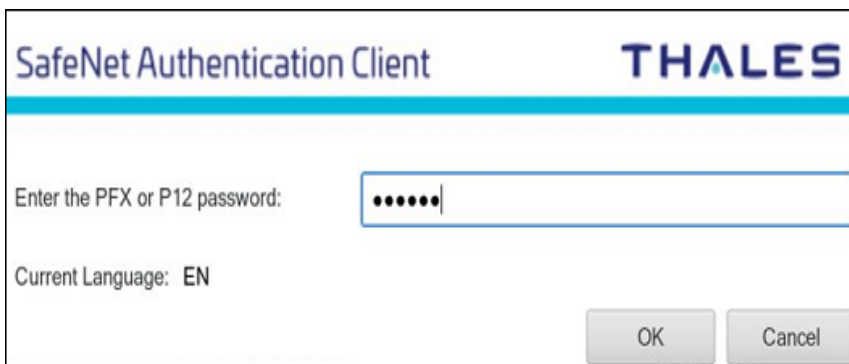 SafeNet Authentication Client THALES
Enter the PFX or P12 password: ••••••
Current Language: EN
OK Cancel